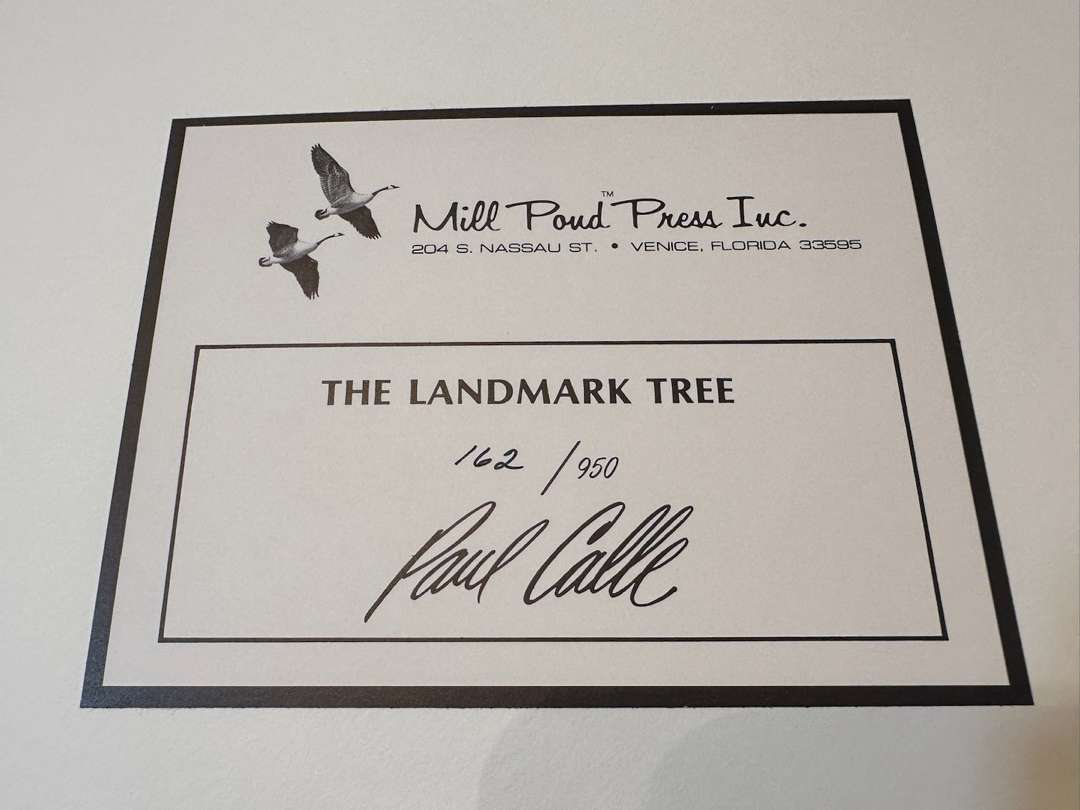 Mill Pond™ Press Inc.
204 S. NASSAU ST. • VENICE, FLORIDA 33595
THE LANDMARK TREE
162 / 950
Paul Calle